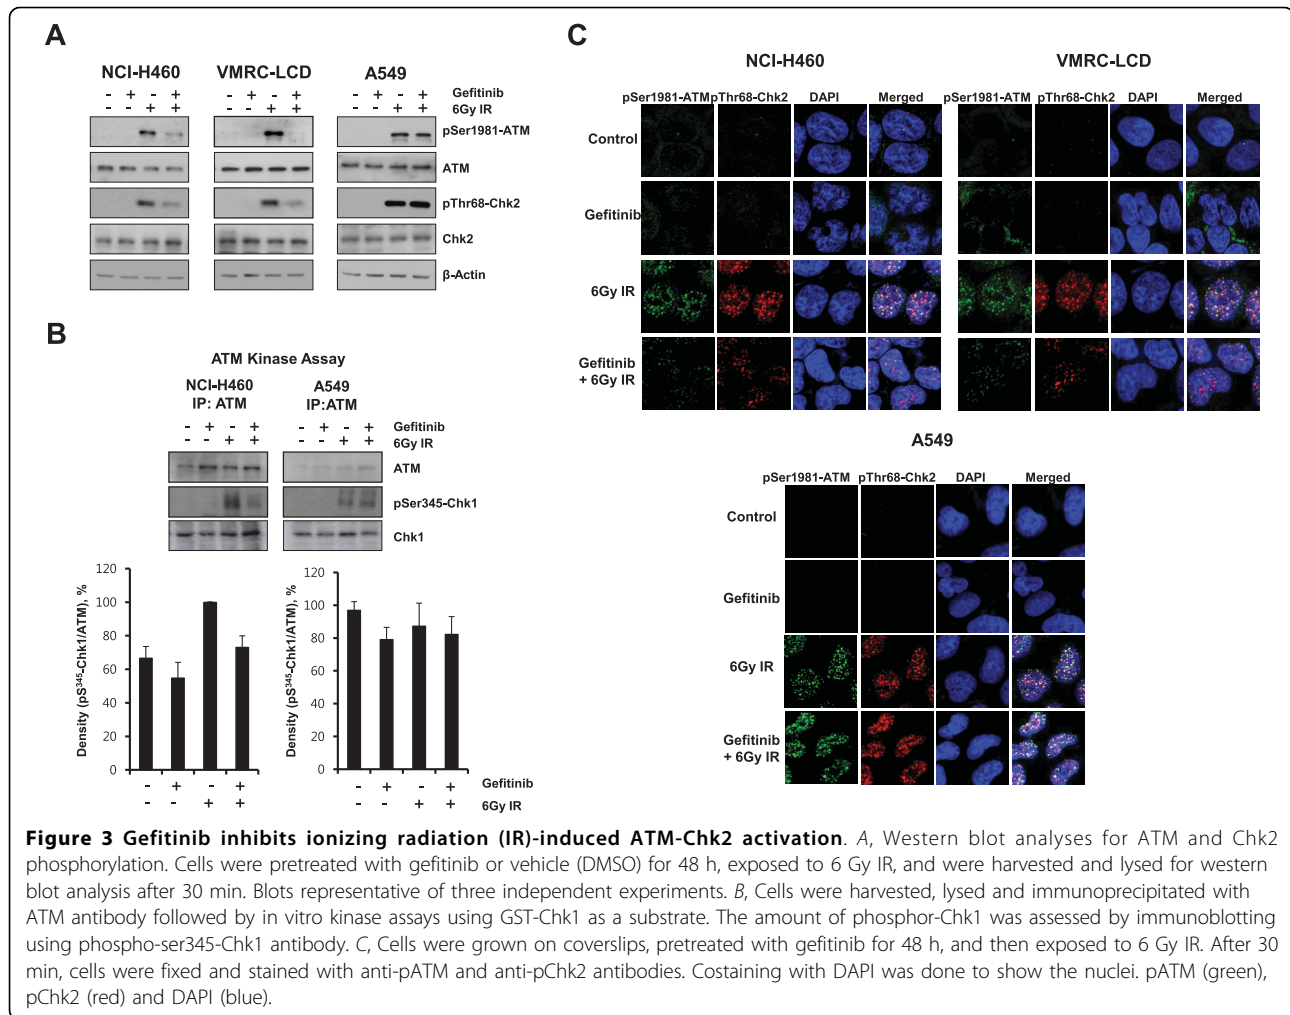 A
NCI-H460 VMRC-LCD A549
- + - + - + - + - + - + Gefitinib
- - + + - - + + - - + + 6Gy IR
pSer1981-ATM
ATM
pThr68-Chk2
Chk2
β-Actin
B
ATM Kinase Assay
NCI-H460 A549
IP: ATM IP:ATM
- + - + - + - + Gefitinib
- - + + - - + + 6Gy IR
ATM
pSer345-Chk1
Chk1
Density (pS³⁴⁵-Chk1/ATM), %
120
100
80
60
40
20
0
Density (pS³⁴⁵-Chk1/ATM), %
120
100
80
60
40
20
0
- + - + - + - + Gefitinib
- - + + - - + + 6Gy IR
C
NCI-H460 VMRC-LCD
pSer1981-ATM pThr68-Chk2 DAPI Merged pSer1981-ATM pThr68-Chk2 DAPI Merged
Control
Gefitinib
6Gy IR
Gefitinib
+ 6Gy IR
A549
pSer1981-ATM pThr68-Chk2 DAPI Merged
Control
Gefitinib
6Gy IR
Gefitinib
+ 6Gy IR
Figure 3 Gefitinib inhibits ionizing radiation (IR)-induced ATM-Chk2 activation. A, Western blot analyses for ATM and Chk2
phosphorylation. Cells were pretreated with gefitinib or vehicle (DMSO) for 48 h, exposed to 6 Gy IR, and were harvested and lysed for western
blot analysis after 30 min. Blots representative of three independent experiments. B, Cells were harvested, lysed and immunoprecipitated with
ATM antibody followed by in vitro kinase assays using GST-Chk1 as a substrate. The amount of phosphor-Chk1 was assessed by immunoblotting
using phospho-ser345-Chk1 antibody. C, Cells were grown on coverslips, pretreated with gefitinib for 48 h, and then exposed to 6 Gy IR. After 30
min, cells were fixed and stained with anti-pATM and anti-pChk2 antibodies. Costaining with DAPI was done to show the nuclei. pATM (green),
pChk2 (red) and DAPI (blue).